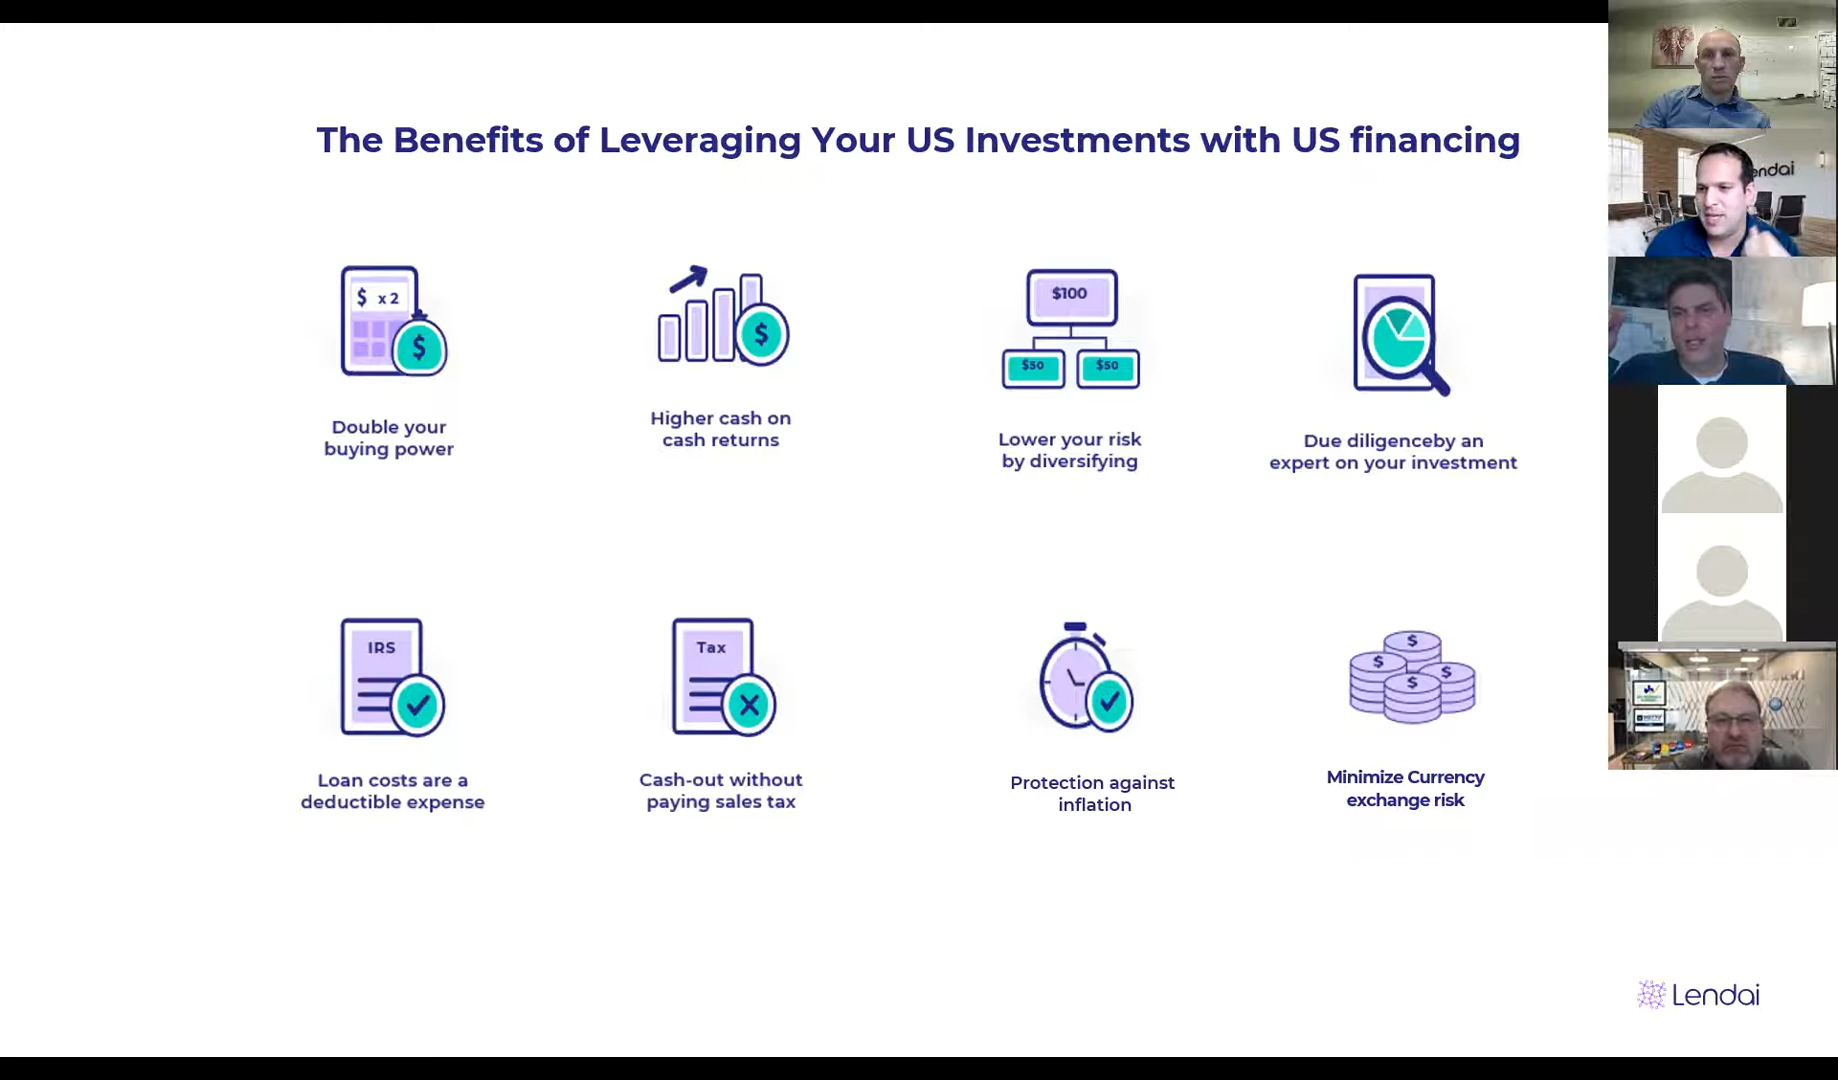 The Benefits of Leveraging Your US Investments with US financing
endai
$ x 2
$
$
$100
$50 $50
Double your
buying power
Higher cash on
cash returns
Lower your risk
by diversifying
Due diligenceby an
expert on your investment
IRS
Tax
$
$ $
$
Loan costs are a
deductible expense
Cash-out without
paying sales tax
Protection against
inflation
Minimize Currency
exchange risk
Lendai